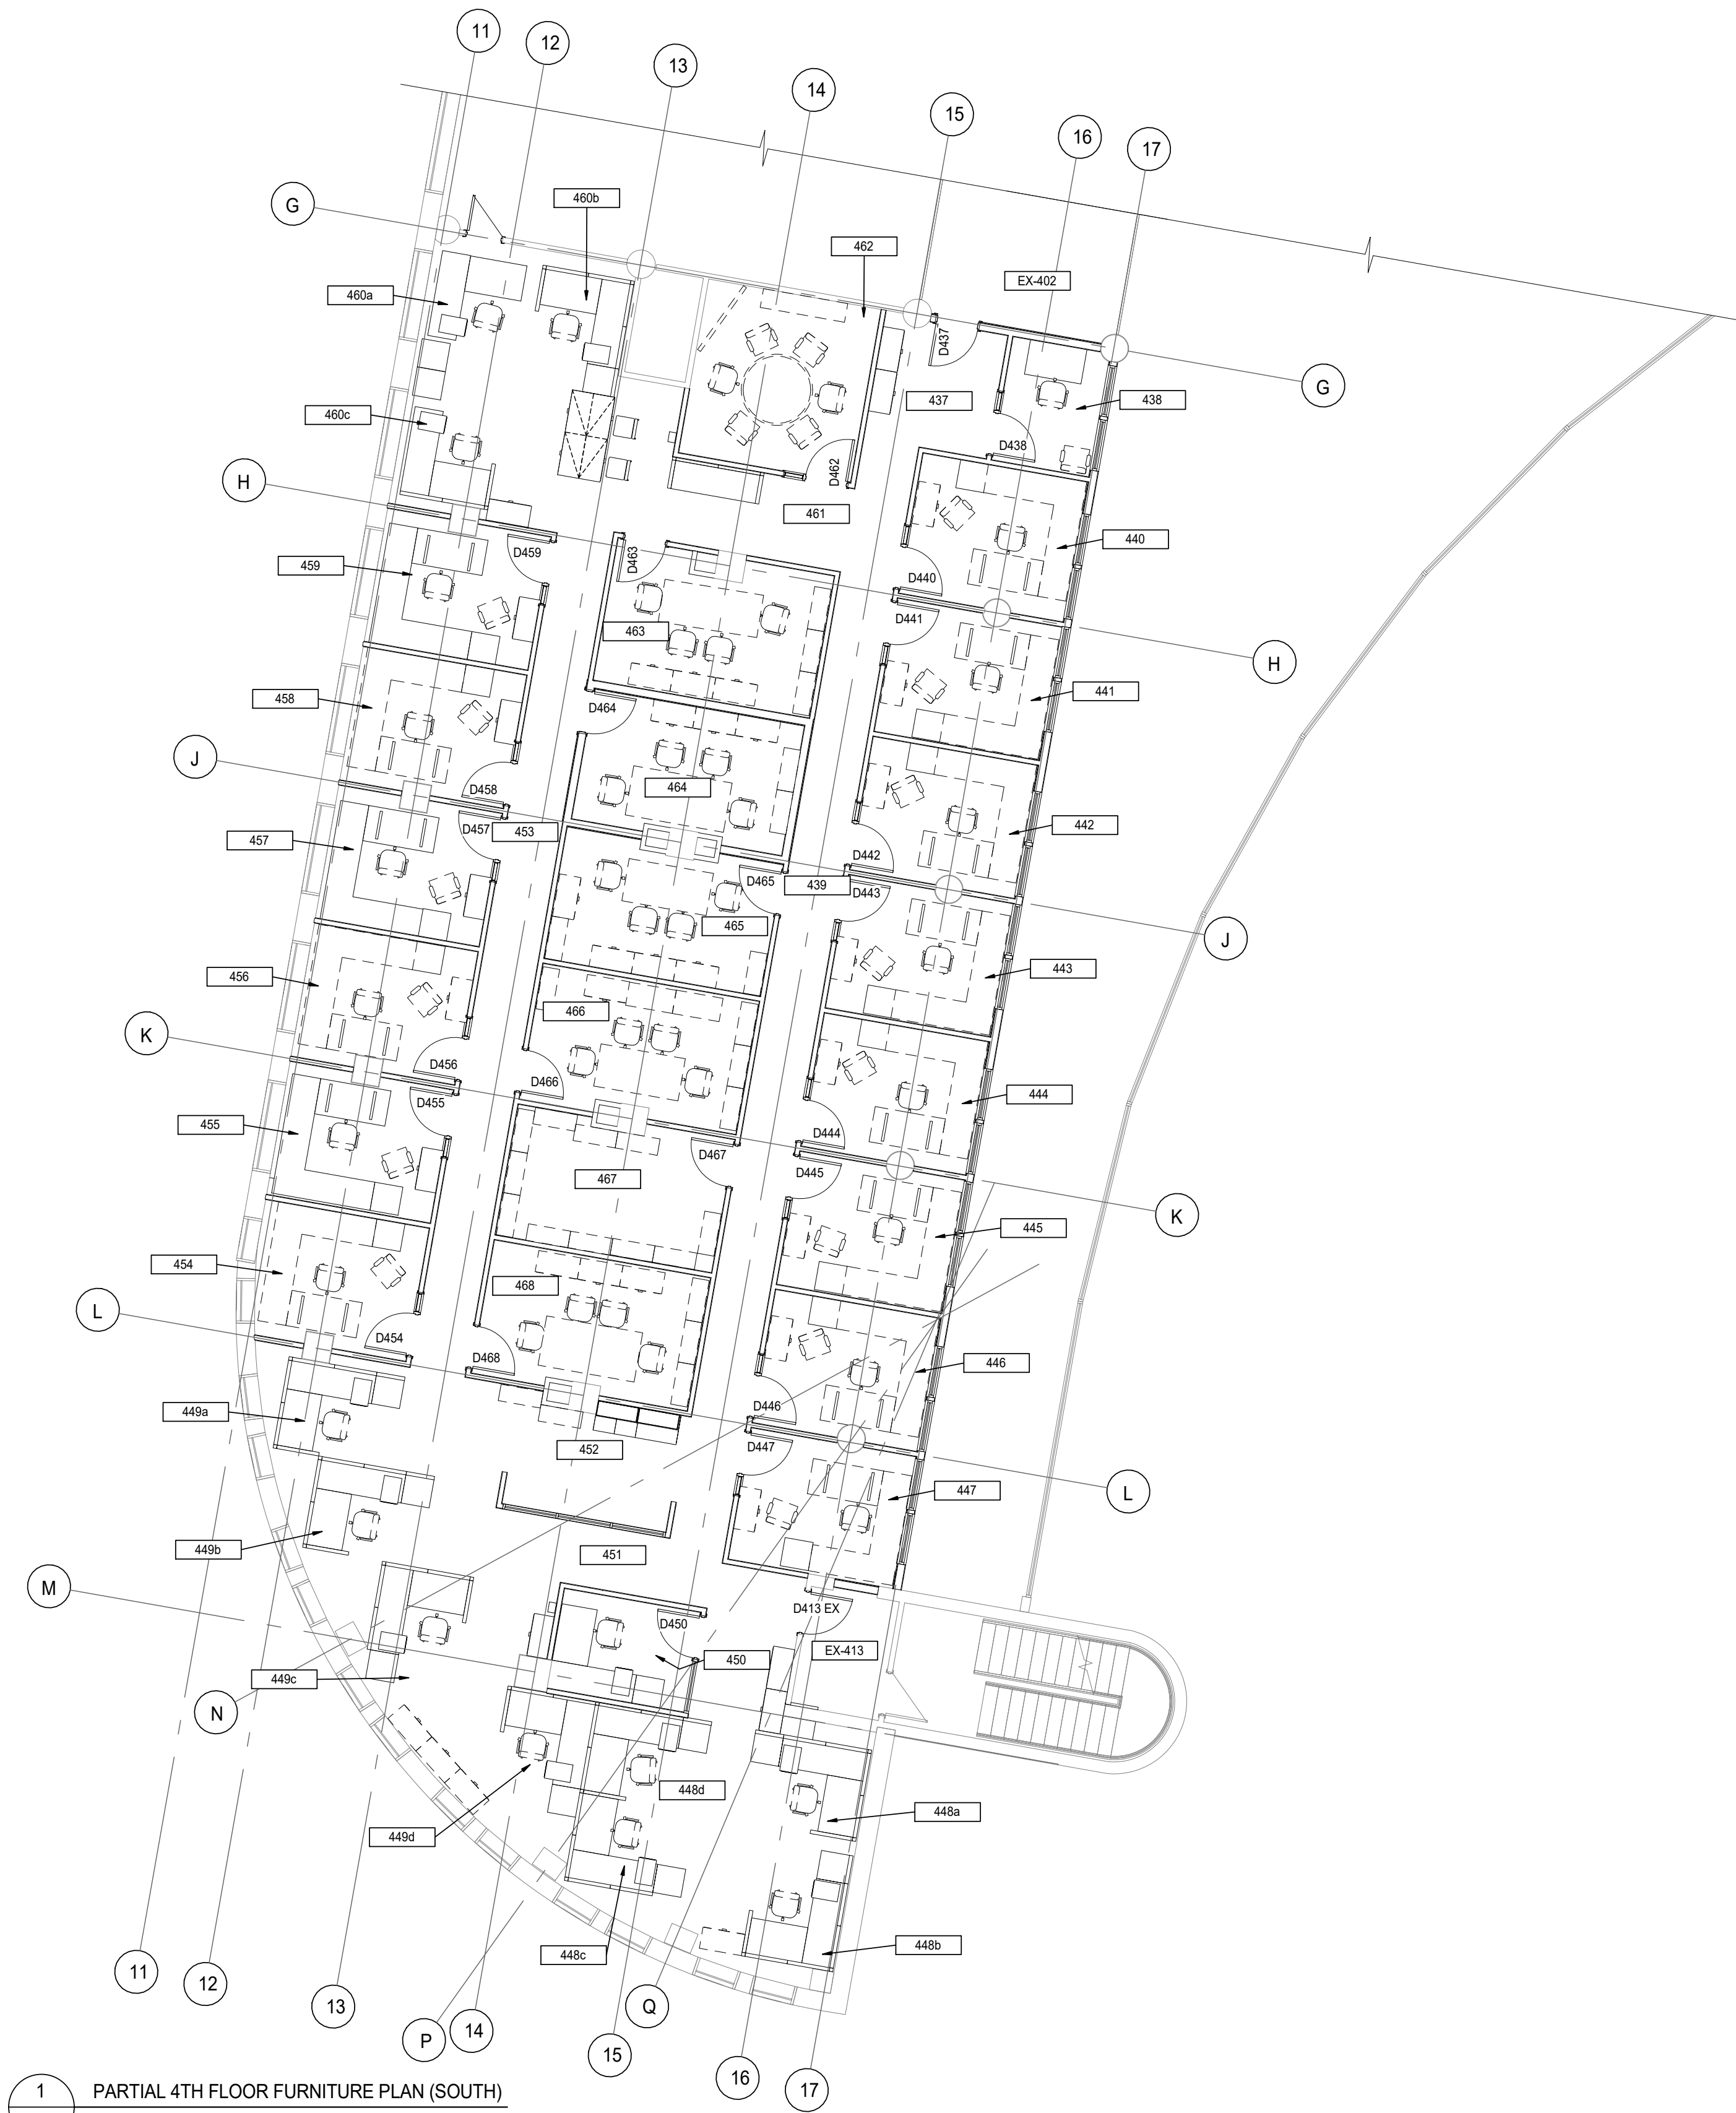 11
12
13
14
15
16
17
G
460b
462
EX-402
460a
D437
G
460c
437
438
D438
H
D462
461
440
D459
D463
459
D440
D441
463
H
458
D464
441
J
464
D458
D457
453
442
457
D442
D465
439
D443
465
J
456
443
466
K
D456
D466
444
D455
455
D444
D467
D445
467
K
445
454
468
L
D454
D468
446
449a
D446
452
D447
447
L
449b
451
M
D413 EX
D450
EX-413
450
449c
N
448d
448a
449d
448b
448c
11
12
13
Q
14
P
15
16
17
1
PARTIAL 4TH FLOOR FURNITURE PLAN (SOUTH)